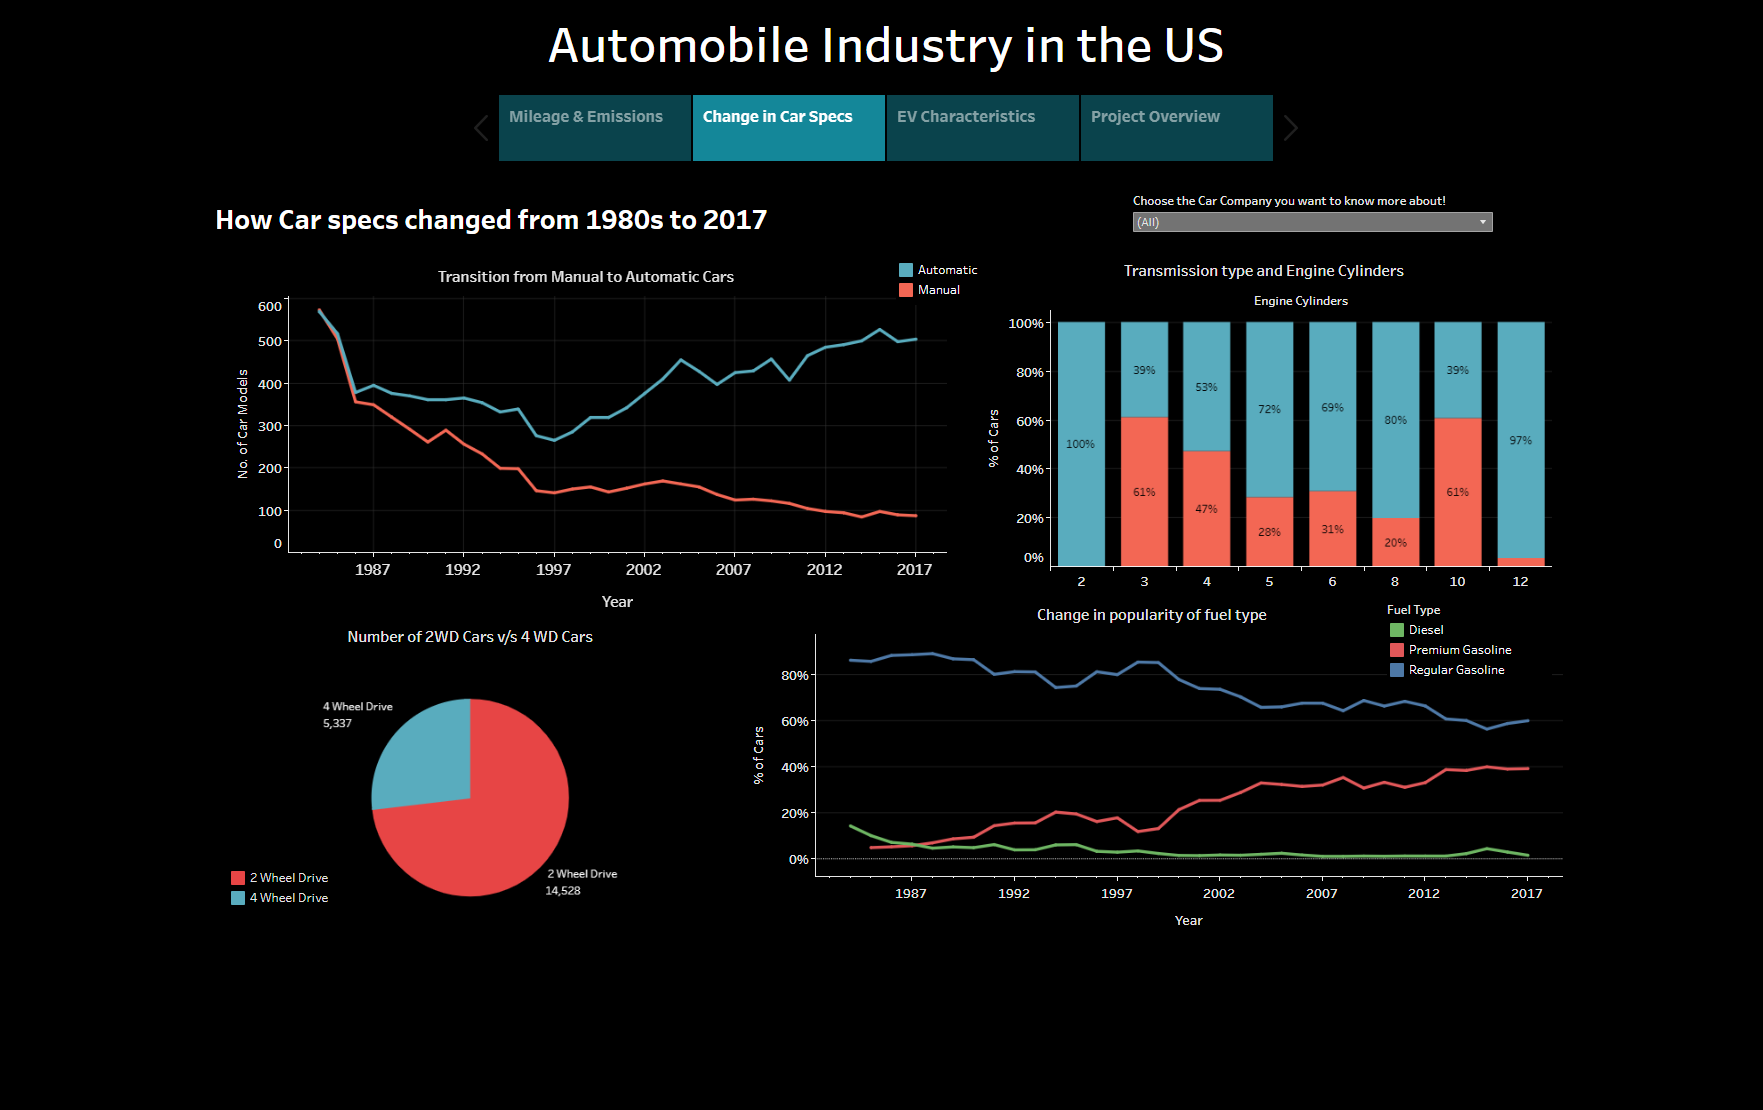 Automobile Industry in the US
Mileage & Emissions
Change in Car Specs
EV Characteristics
Project Overview
How Car specs changed from 1980s to 2017
Choose the Car Company you want to know more about!
(All)
Transition from Manual to Automatic Cars
Automatic
Manual
No. of Car Models
600
500
400
300
200
100
0
1987 1992 1997 2002 2007 2012 2017
Year
Transmission type and Engine Cylinders
Engine Cylinders
% of Cars
100%
80%
60%
40%
20%
0%
100%
39%
61%
53%
47%
72%
28%
69%
31%
80%
20%
39%
61%
97%
2 3 4 5 6 8 10 12
Number of 2WD Cars v/s 4 WD Cars
4 Wheel Drive
5,337
2 Wheel Drive
14,528
2 Wheel Drive
4 Wheel Drive
Change in popularity of fuel type
Fuel Type
Diesel
Premium Gasoline
Regular Gasoline
% of Cars
80%
60%
40%
20%
0%
1987 1992 1997 2002 2007 2012 2017
Year